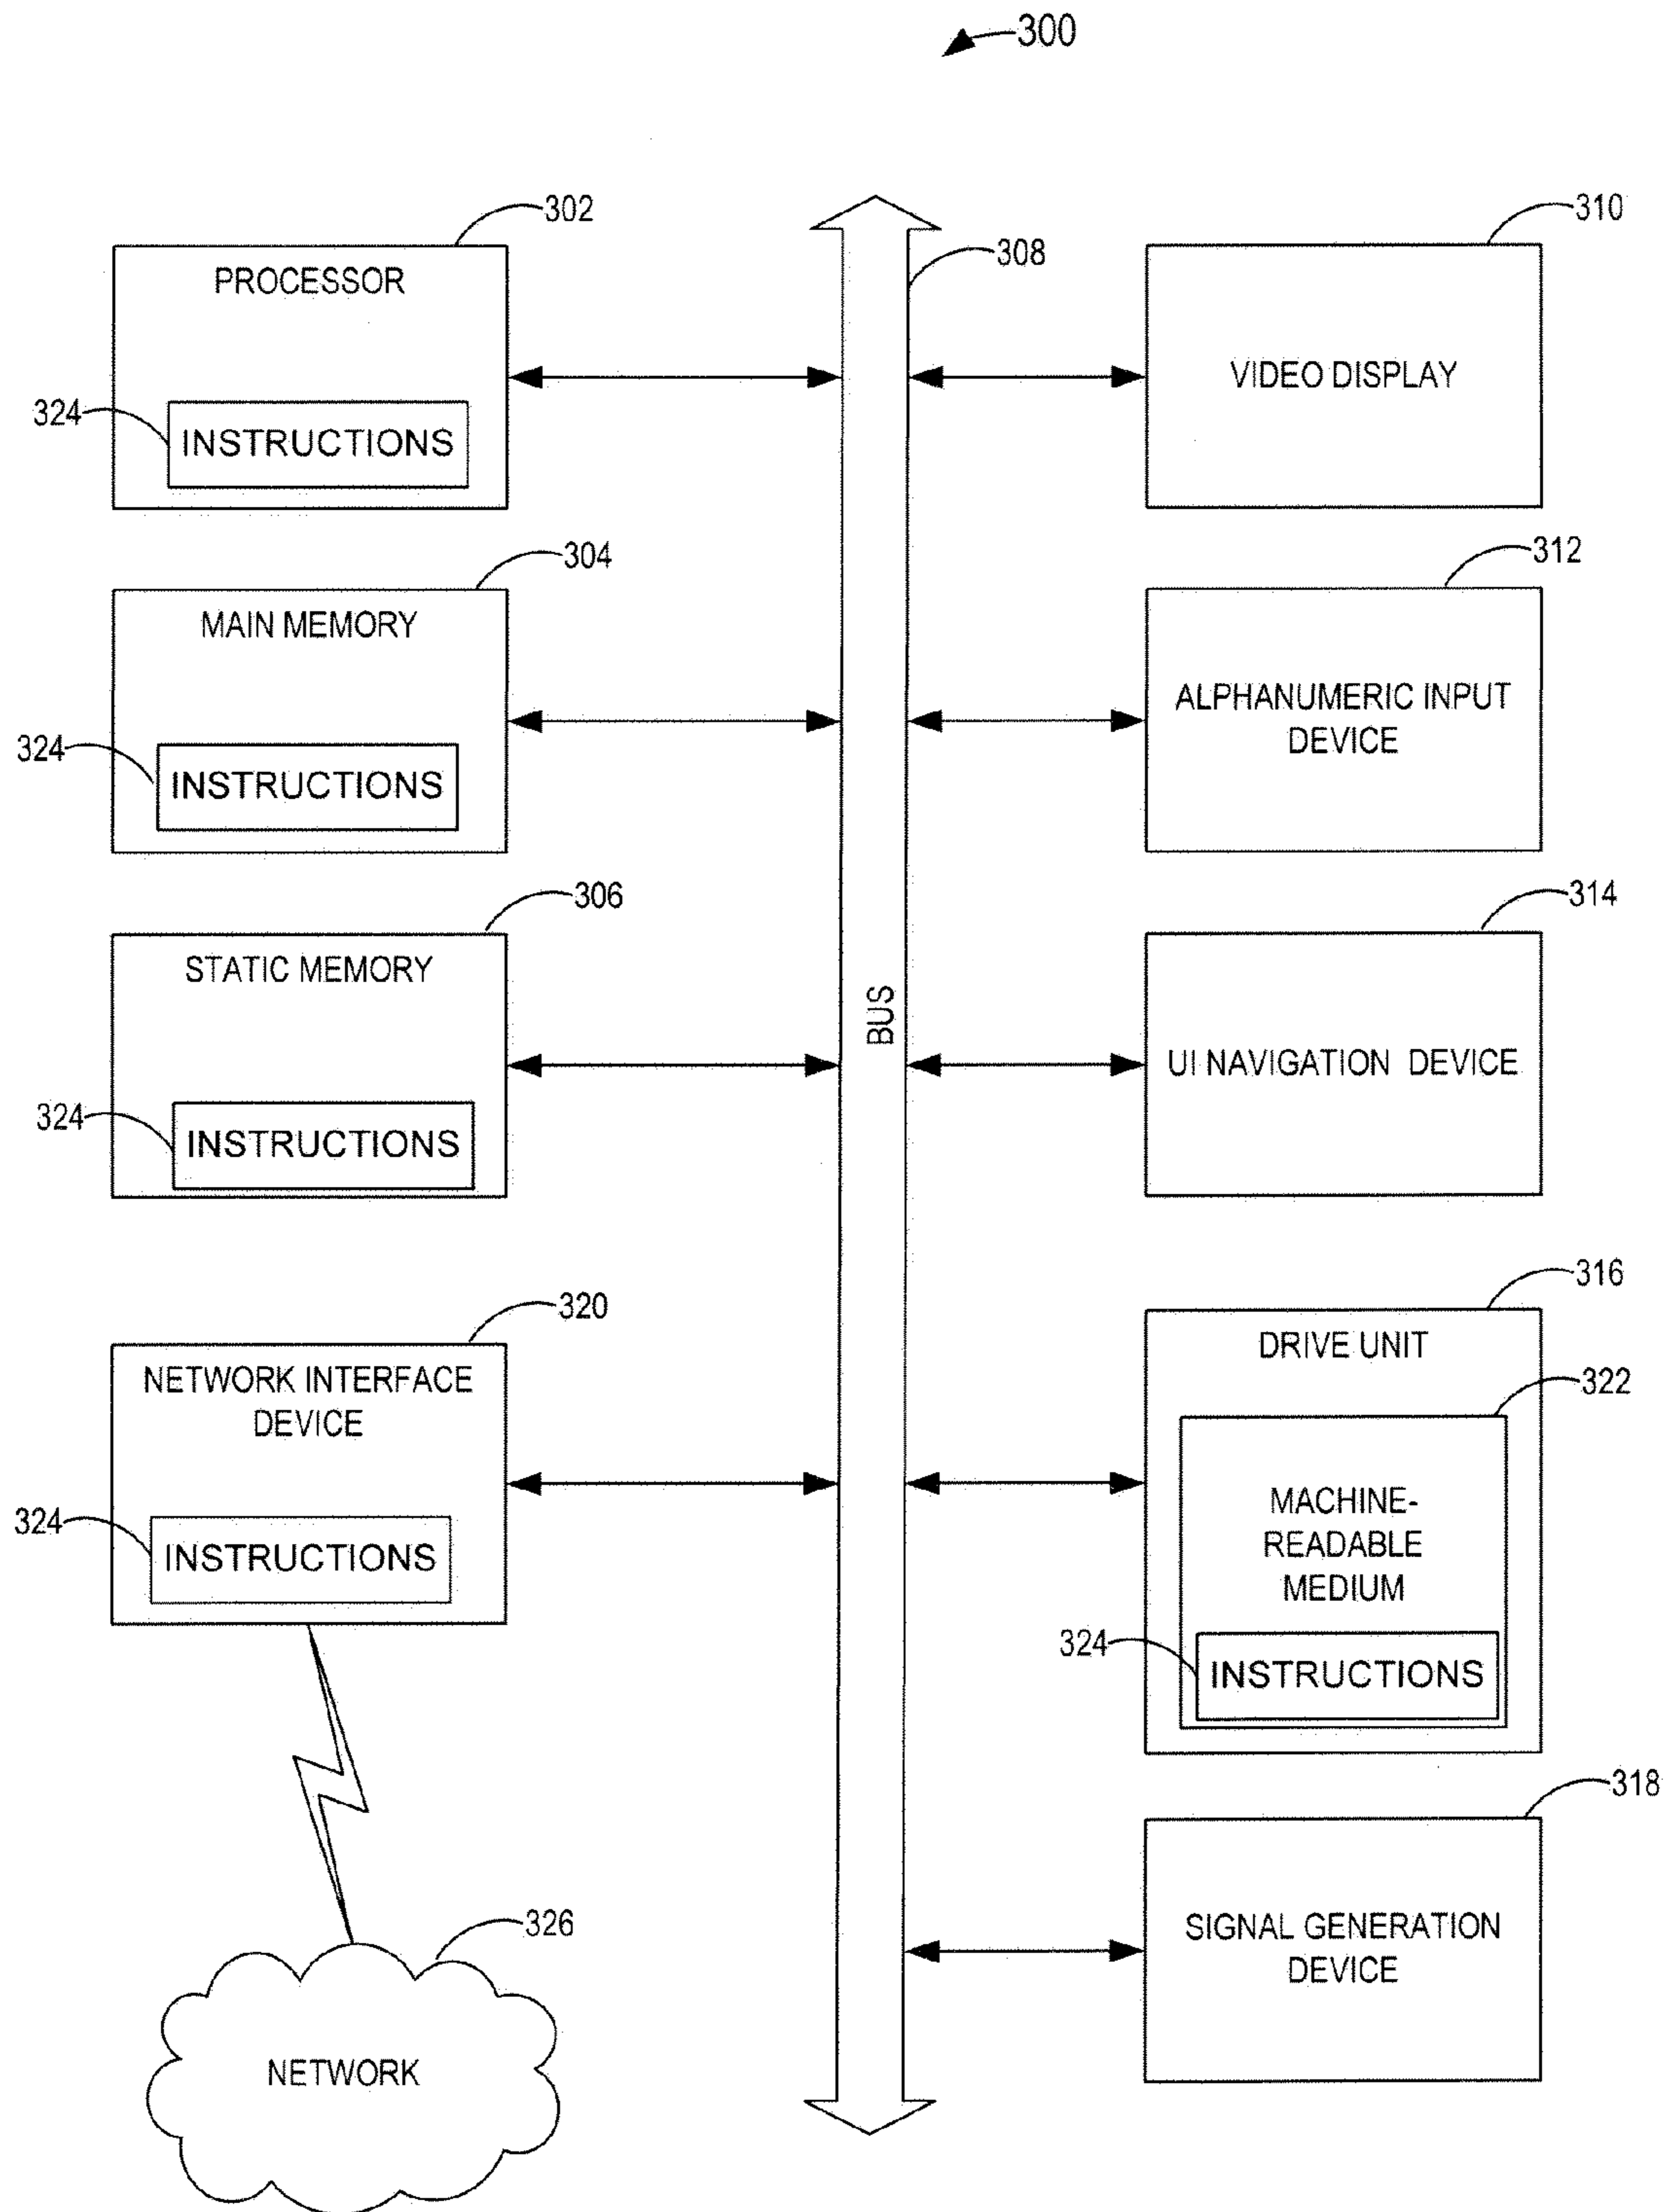 300
302
PROCESSOR
324
INSTRUCTIONS
304
MAIN MEMORY
324
INSTRUCTIONS
306
STATIC MEMORY
324
INSTRUCTIONS
320
NETWORK INTERFACE
DEVICE
324
INSTRUCTIONS
326
NETWORK
308
BUS
310
VIDEO DISPLAY
312
ALPHANUMERIC INPUT
DEVICE
314
UI NAVIGATION DEVICE
316
DRIVE UNIT
322
MACHINE-
READABLE
MEDIUM
324
INSTRUCTIONS
318
SIGNAL GENERATION
DEVICE